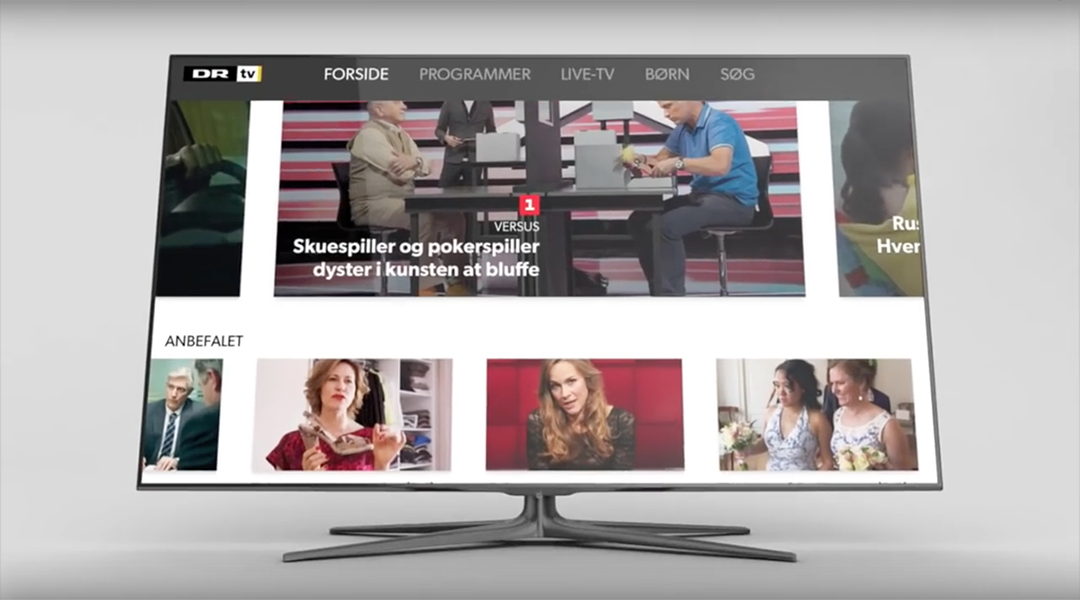 DR tv
FORSIDE
PROGRAMMER
LIVE-TV
BØRN
SØG
1
VERSUS
Skuespiller og pokerspiller
dyster i kunsten at bluffe
Hver
ANBEFALET